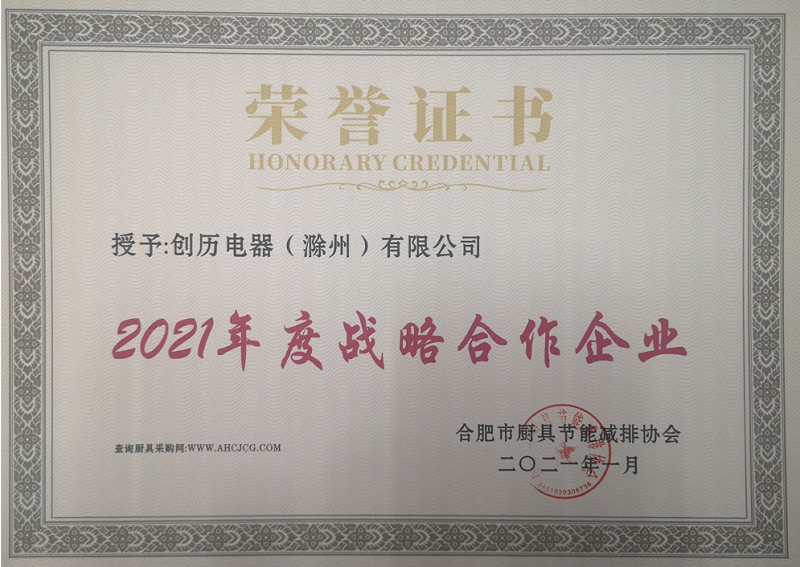 荣誉证书
HONORARY CREDENTIAL
授予:创历电器（滁州）有限公司
2021年度战略合作企业
合肥市厨具节能减排协会
查询厨具采购网:WWW.AHCJCG.COM
二〇二一年一月